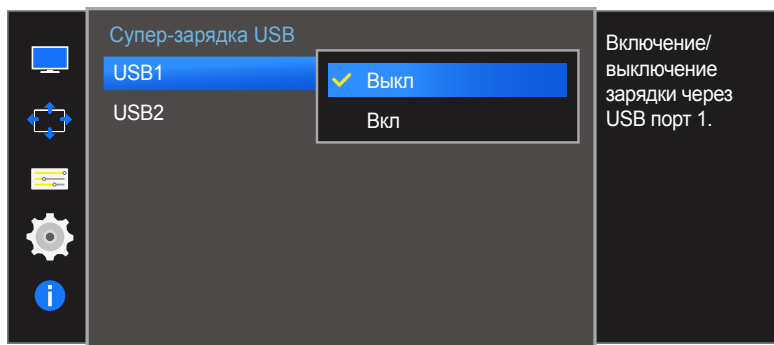 Супер-зарядка USB
USB1
USB2
Выкл
Вкл
Включение/
выключение
зарядки через
USB порт 1.